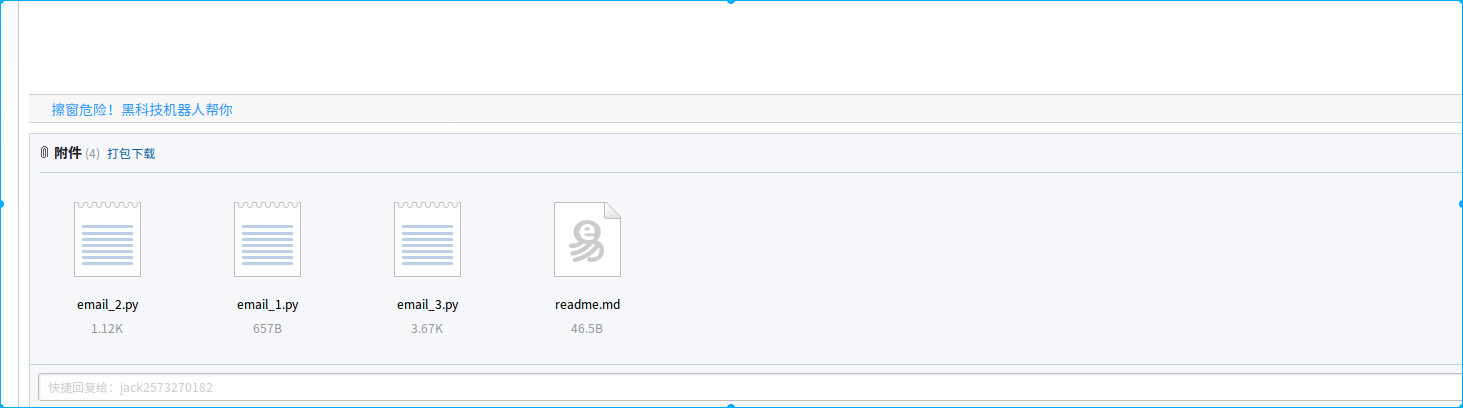 擦窗危险！黑科技机器人帮你
附件 (4) 打包下载
email_2.py email_1.py email_3.py readme.md
1.12K 657B 3.67K 46.5B
快捷回复给：jack2573270182